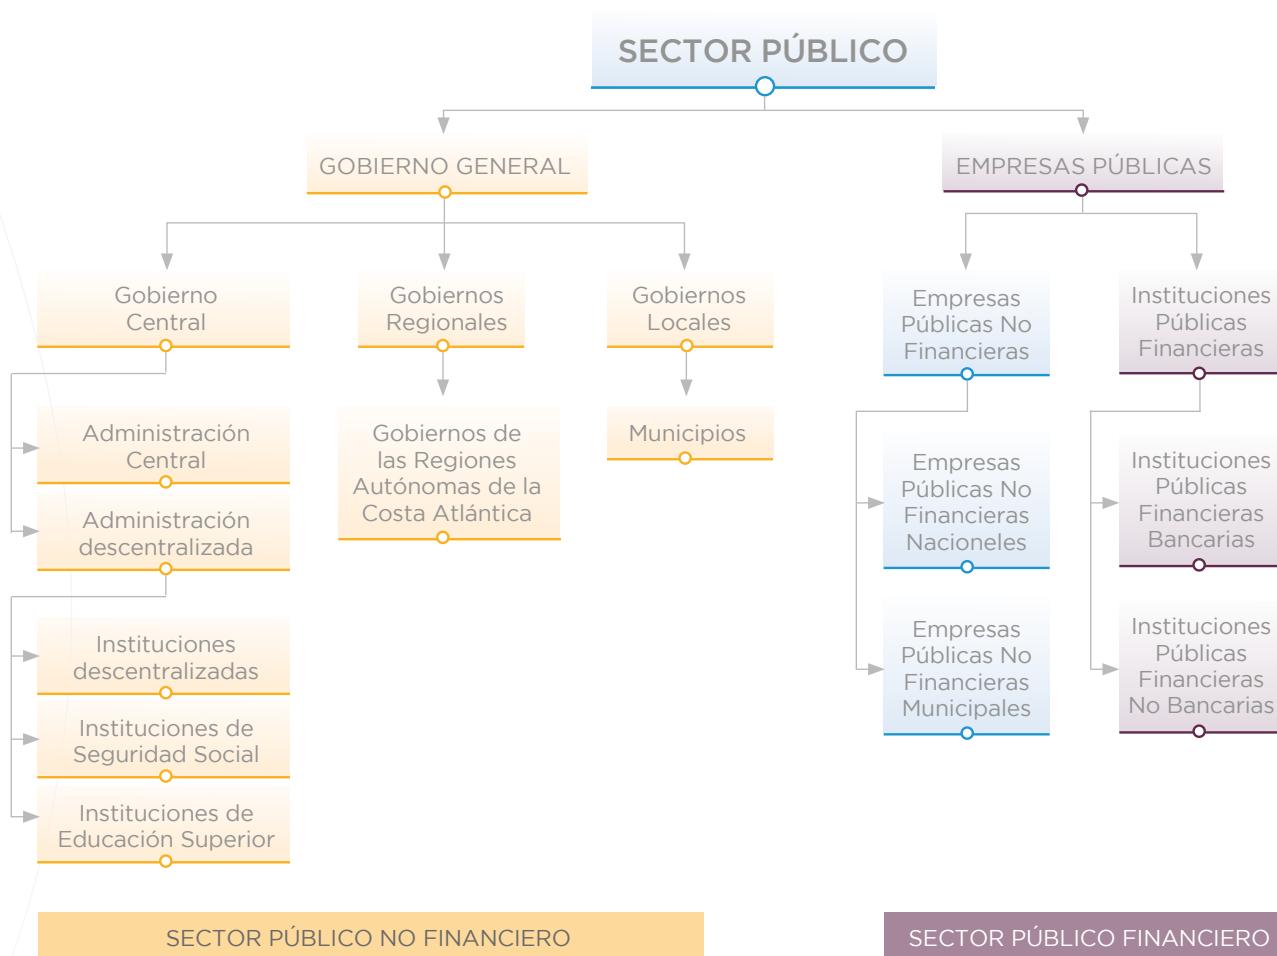 SECTOR PÚBLICO
GOBIERNO GENERAL
EMPRESAS PÚBLICAS
Gobierno
Central
Gobiernos
Regionales
Gobiernos
Locales
Empresas
Públicas No
Financieras
Instituciones
Públicas
Financieras
Administración
Central
Administración
descentralizada
Gobiernos de
las Regiones
Autónomas de la
Costa Atlántica
Municipios
Empresas
Públicas No
Financieras
Nacioneles
Instituciones
Públicas
Financieras
Bancarias
Instituciones
descentralizadas
Instituciones de
Seguridad Social
Instituciones de
Educación Superior
Empresas
Públicas No
Financieras
Municipales
Instituciones
Públicas
Financieras
No Bancarias
SECTOR PÚBLICO NO FINANCIERO
SECTOR PÚBLICO FINANCIERO